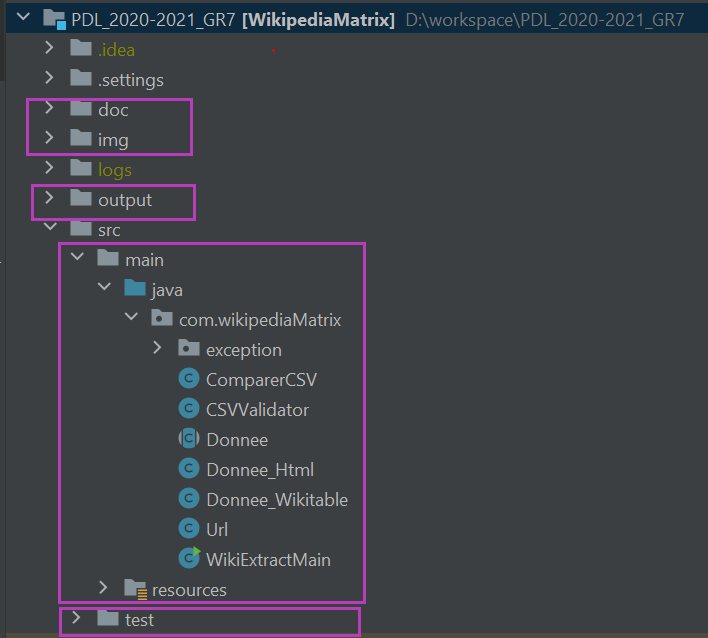 PDL_2020-2021_GR7 [WikipediaMatrix] D:\workspace\PDL_2020-2021_GR7
.idea
.settings
doc
img
logs
output
src
main
java
com.wikipediaMatrix
exception
C ComparerCSV
C CSVValidator
C Donnee
C Donnee_Html
C Donnee_Wikitable
C Url
C WikiExtractMain
resources
test